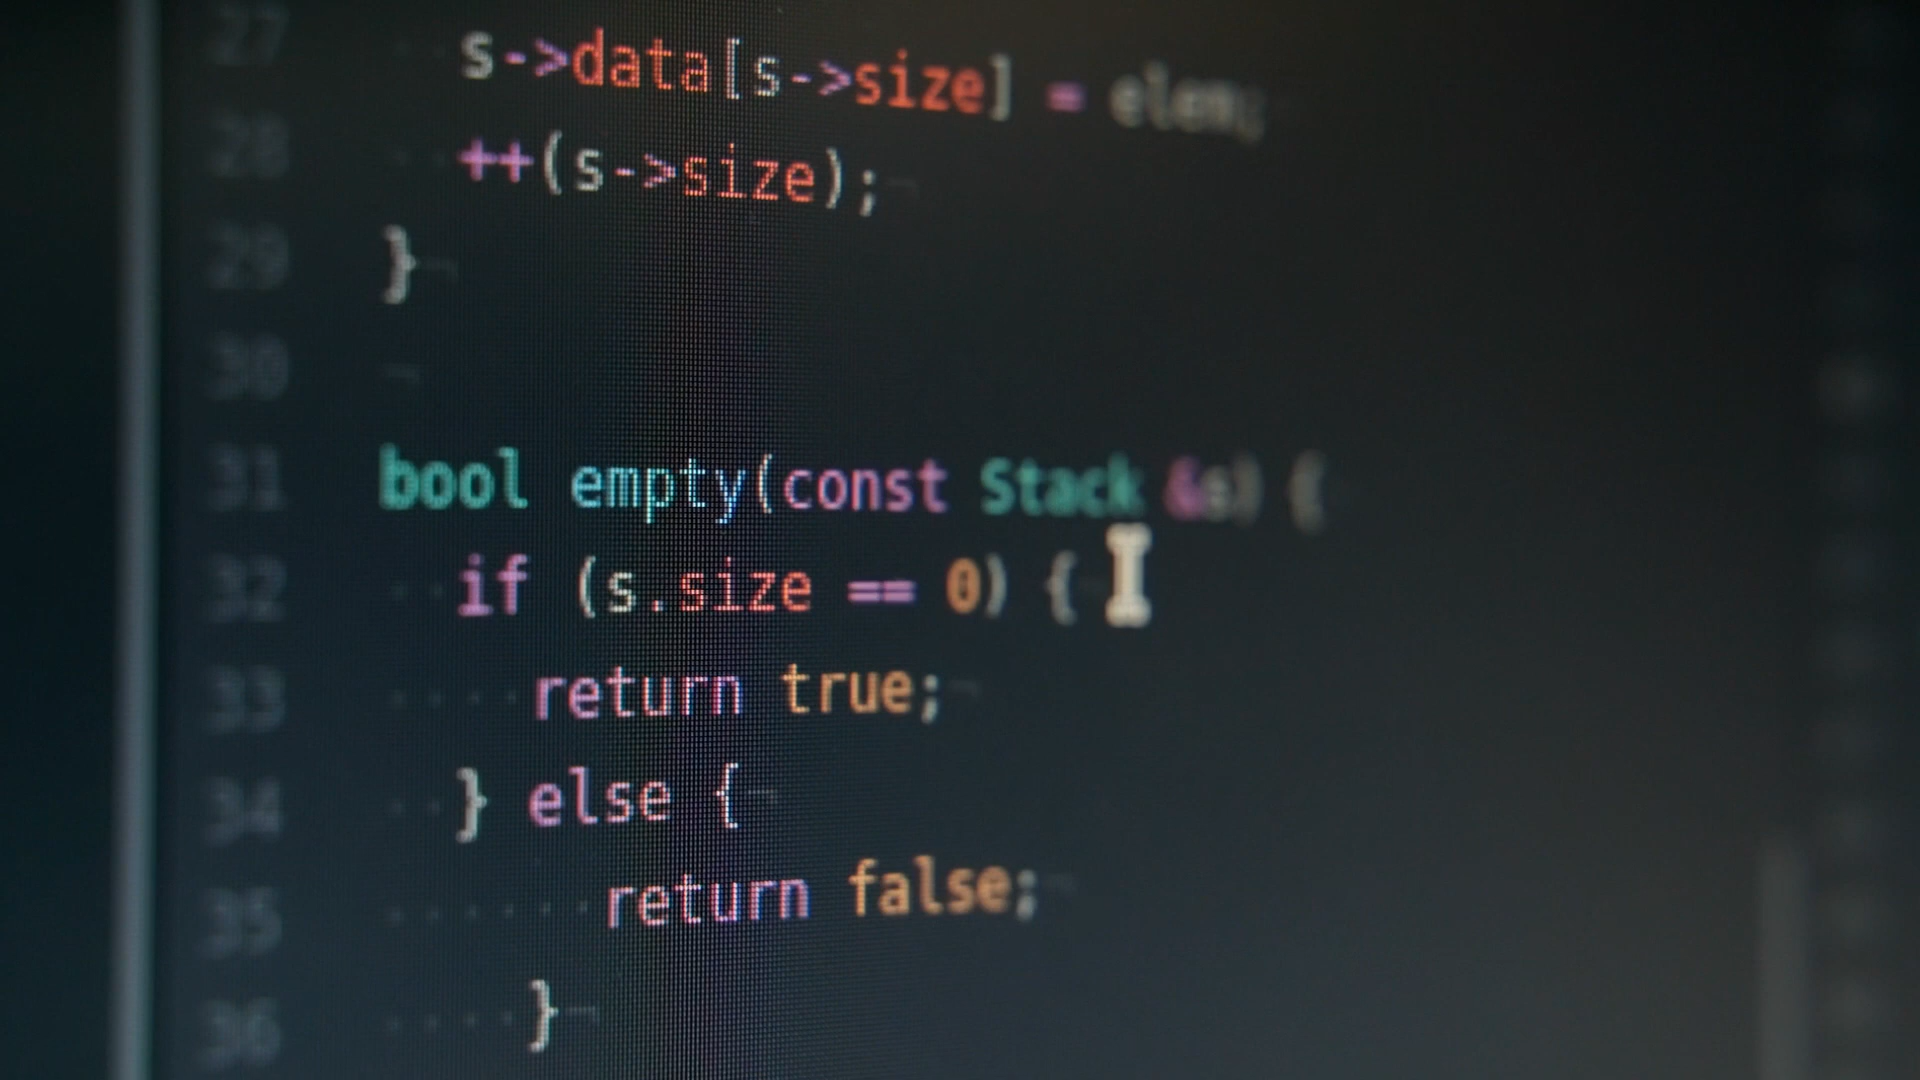 27 s->data[s->size] = elem;
28 ++(s->size);
29 }
30
31 bool empty(const Stack &s) {
32 if (s.size == 0) {
33 return true;
34 } else {
35 return false;
36 }